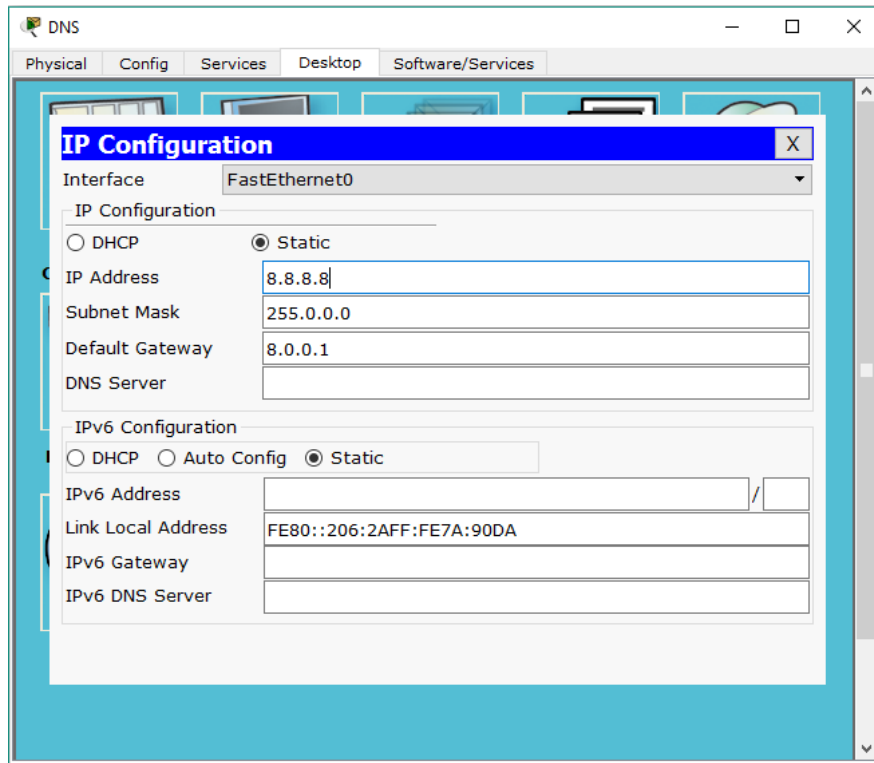 DNS
Physical Config Services Desktop Software/Services
IP Configuration X
Interface FastEthernet0
IP Configuration
DHCP Static
IP Address 8.8.8.8
Subnet Mask 255.0.0.0
Default Gateway 8.0.0.1
DNS Server
IPv6 Configuration
DHCP Auto Config Static
IPv6 Address /
Link Local Address FE80::206:2AFF:FE7A:90DA
IPv6 Gateway
IPv6 DNS Server